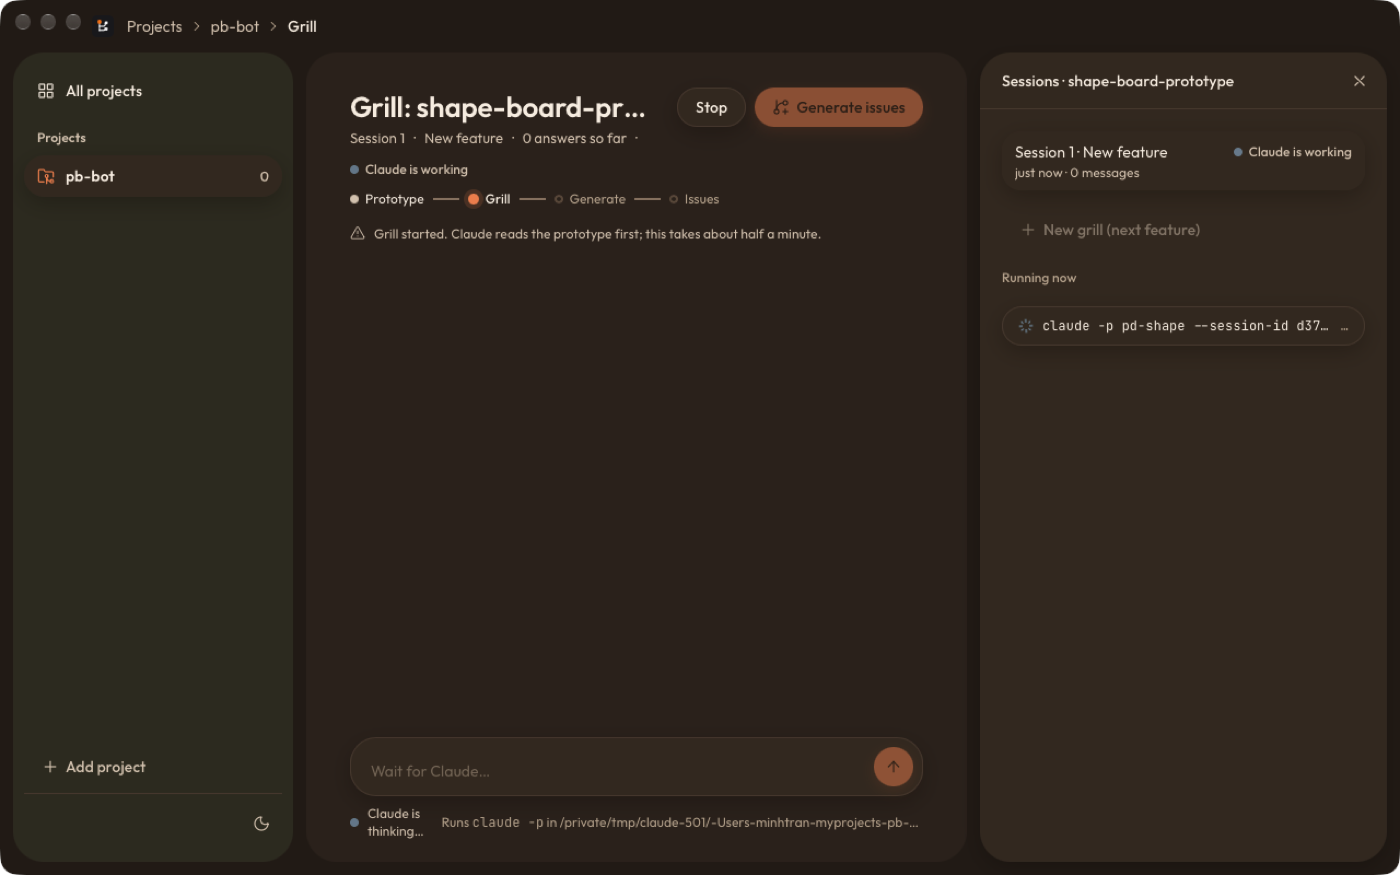 Projects > pb-bot > Grill
All projects
Projects
pb-bot 0
Add project
Grill: shape-board-pr...
Stop
Generate issues
Session 1 · New feature · 0 answers so far ·
Claude is working
Prototype
Grill
Generate
Issues
Grill started. Claude reads the prototype first; this takes about half a minute.
Wait for Claude...
Claude is
thinking...
Runs claude -p in /private/tmp/claude-501/-Users-minhtran-myprojects-pb-...
Sessions · shape-board-prototype
Session 1 · New feature
Claude is working
just now · 0 messages
New grill (next feature)
Running now
claude -p pd-shape --session-id d37… …